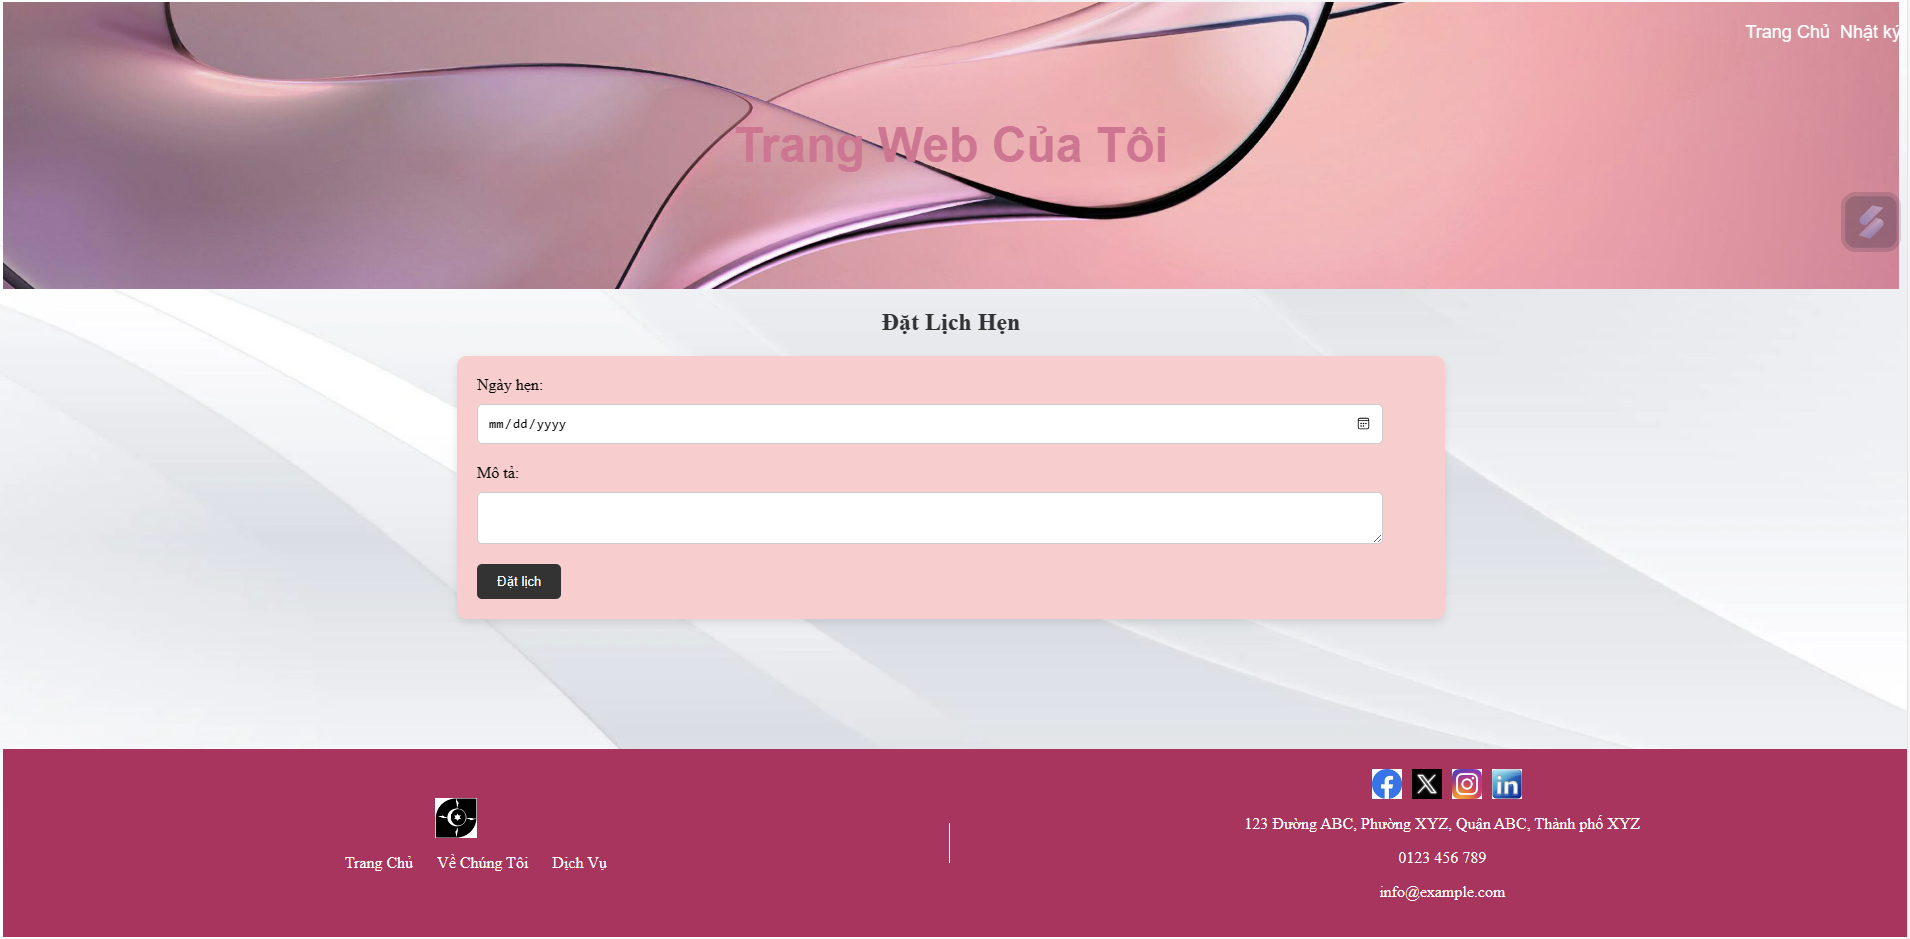 Trang Chủ Nhật ký
Trang Web Của Tôi
Đặt Lịch Hẹn
Ngày hẹn:
mm/dd/yyyy
Mô tả:
Đặt lịch
Trang Chủ Về Chúng Tôi Dịch Vụ
123 Đường ABC, Phường XYZ, Quận ABC, Thành phố XYZ
0123 456 789
info@example.com